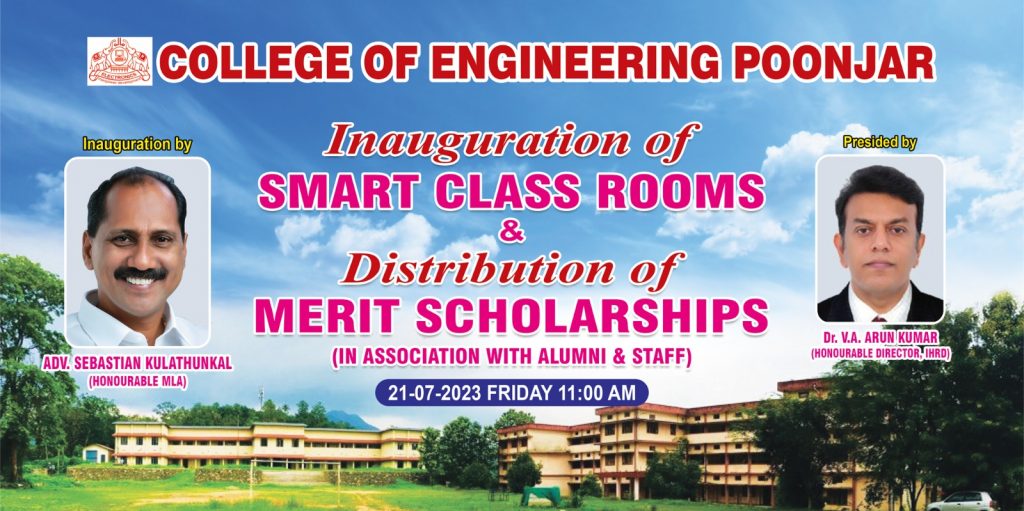 ELECTRONICS
COLLEGE OF ENGINEERING POONJAR
Inauguration by
Presided by
Inauguration of
SMART CLASS ROOMS
&
Distribution of
MERIT SCHOLARSHIPS
(IN ASSOCIATION WITH ALUMNI & STAFF)
21-07-2023 FRIDAY 11:00 AM
ADV. SEBASTIAN KULATHUNKAL
(HONOURABLE MLA)
Dr. V.A. ARUN KUMAR
(HONOURABLE DIRECTOR, IHRD)